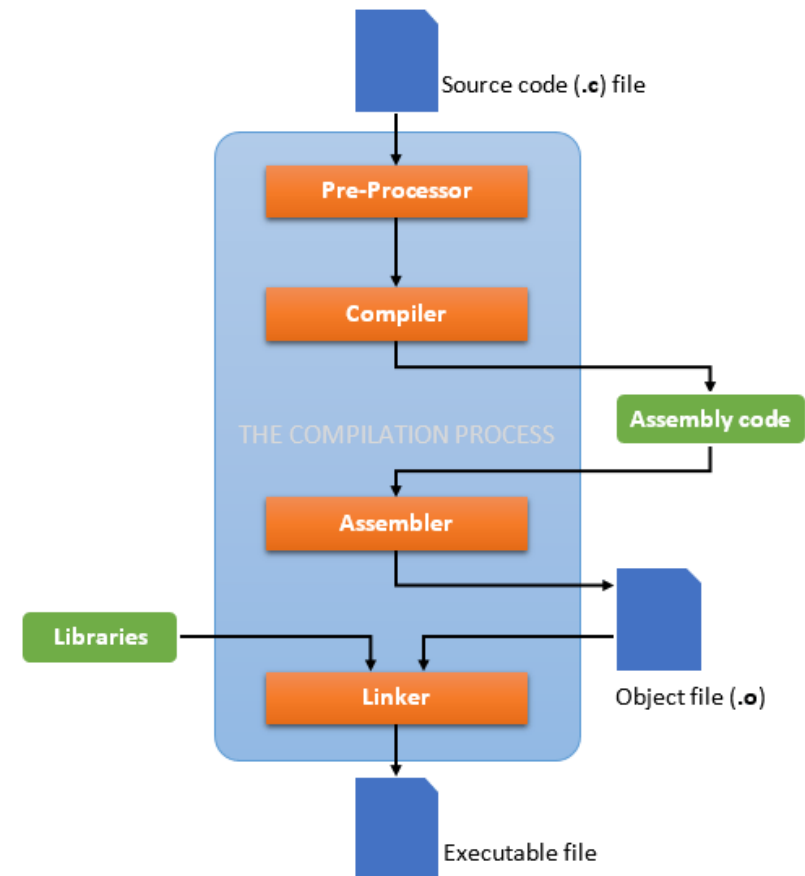 Source code (.c) file
Pre-Processor
Compiler
Assembly code
THE COMPILATION PROCESS
Assembler
Libraries
Linker
Object file (.o)
Executable file